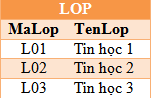 LOP
MaLop TenLop
L01 Tin học 1
L02 Tin học 2
L03 Tin học 3